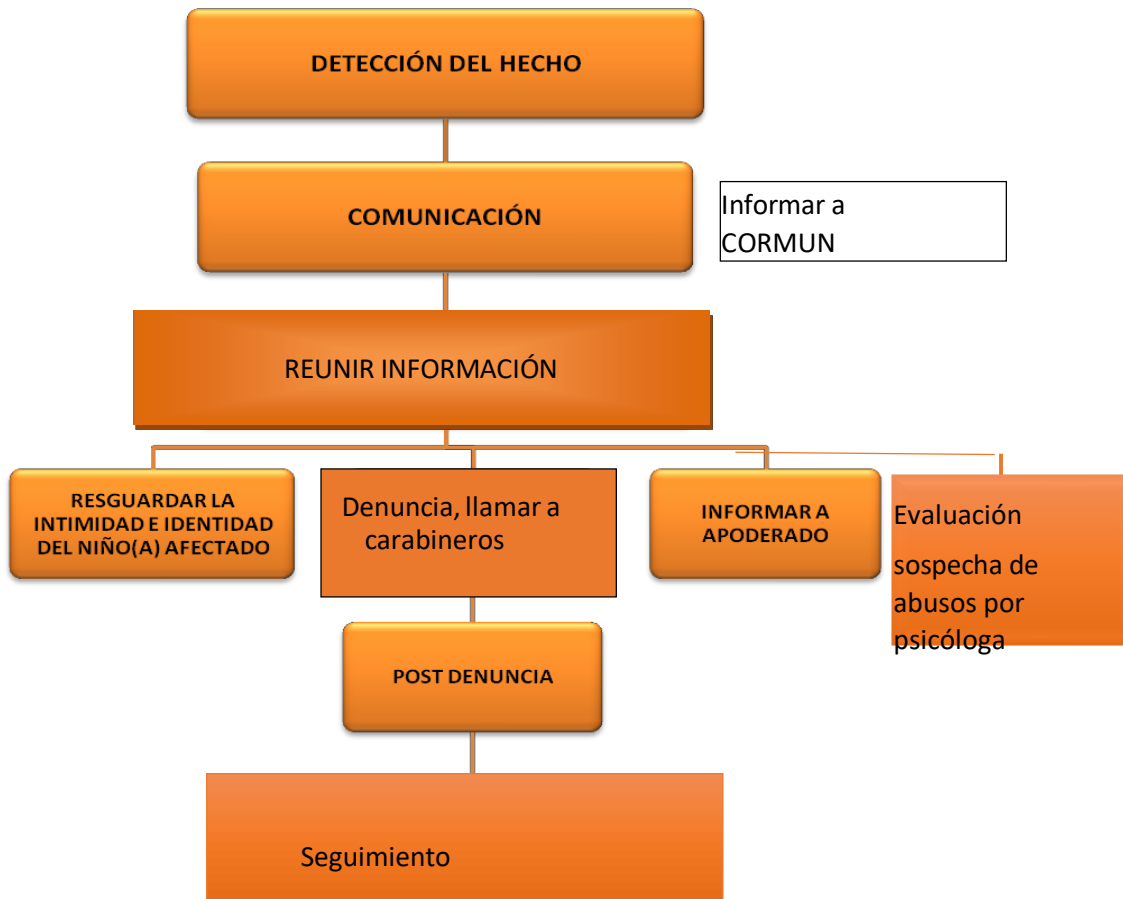 DETECCIÓN DEL HECHO
COMUNICACIÓN
Informar a
CORMUN
REUNIR INFORMACIÓN
RESGUARDAR LA
INTIMIDAD E IDENTIDAD
DEL NIÑO(A) AFECTADO
Denuncia, llamar a
carabineros
INFORMAR A
APODERADO
Evaluación
sospecha de
abusos por
psicóloga
POST DENUNCIA
Seguimiento